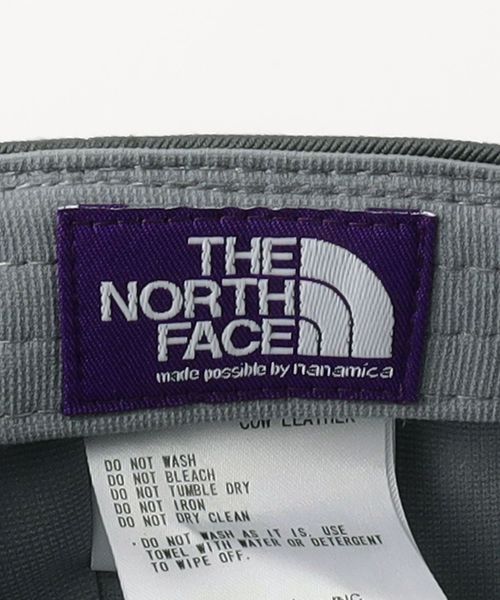 THE
NORTH
FACE
made possible by nanamica
COW LEATHER
DO NOT WASH
DO NOT BLEACH
DO NOT TUMBLE DRY
DO NOT IRON
DO NOT DRY CLEAN
・DO NOT WASH AS IT IS, USE
TOWEL WITH WATER OR DETERGENT
TO WIPE OFF.
INC.